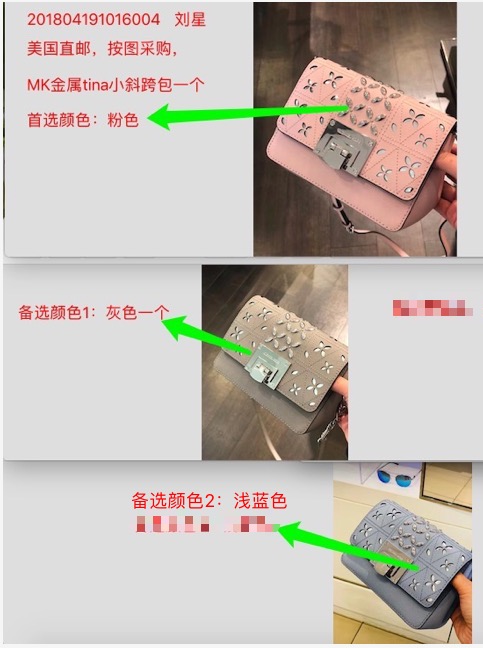 201804191016004 刘星
美国直邮，按图采购，
MK金属tina小斜跨包一个
首选颜色：粉色
备选颜色1：灰色一个
备选颜色2：浅蓝色